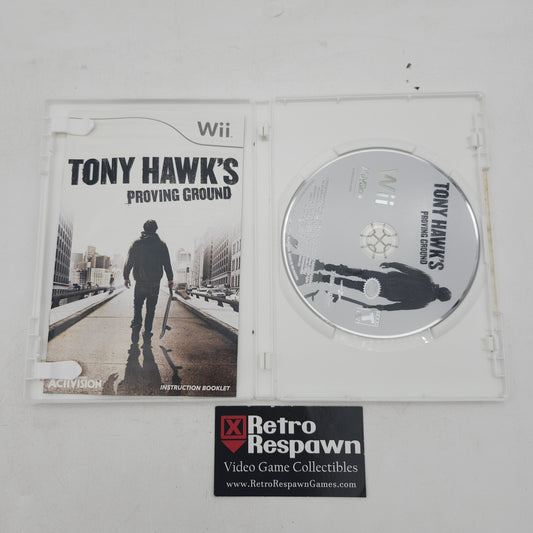 Wii
TONY HAWK'S
PROVING GROUND
ACTIVISION
INSTRUCTION BOOKLET
Wii
TONY HAWK'S
PROVING GROUND
T
X Retro
Respawn
Video Game Collectibles
www.RetroRespawnGames.com